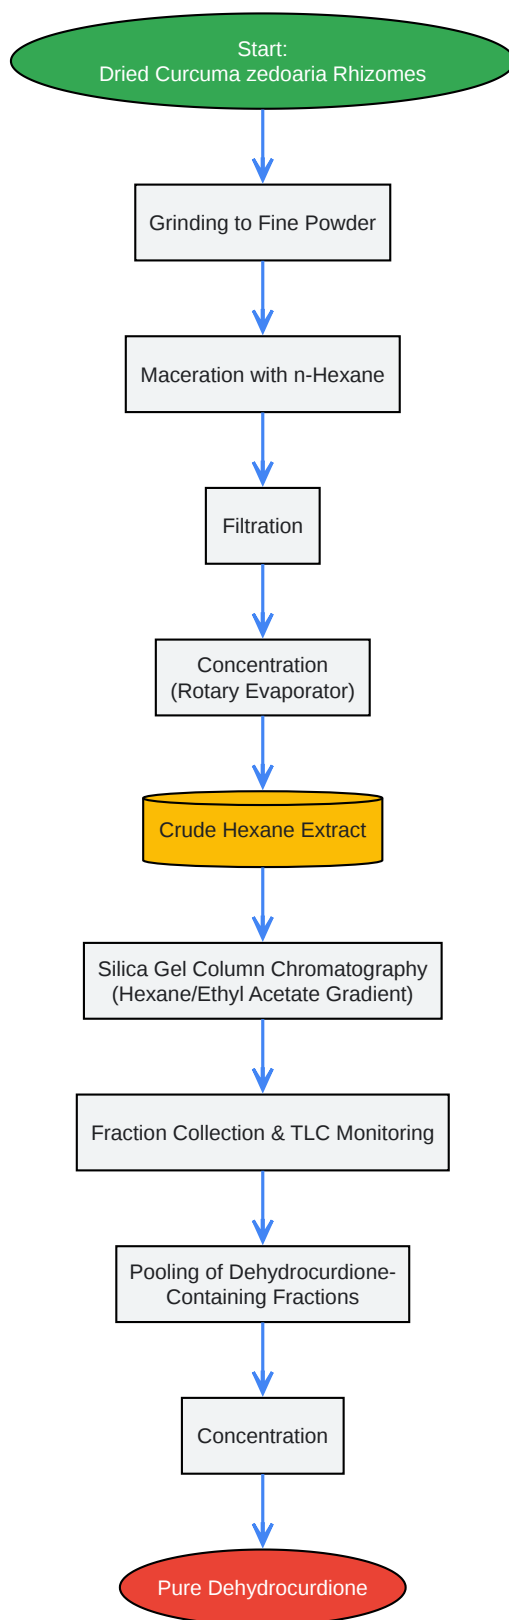 Start:
Dried Curcuma zedoaria Rhizomes
Grinding to Fine Powder
Maceration with n-Hexane
Filtration
Concentration
(Rotary Evaporator)
Crude Hexane Extract
Silica Gel Column Chromatography
(Hexane/Ethyl Acetate Gradient)
Fraction Collection & TLC Monitoring
Pooling of Dehydrocurdione-
Containing Fractions
Concentration
Pure Dehydrocurdione